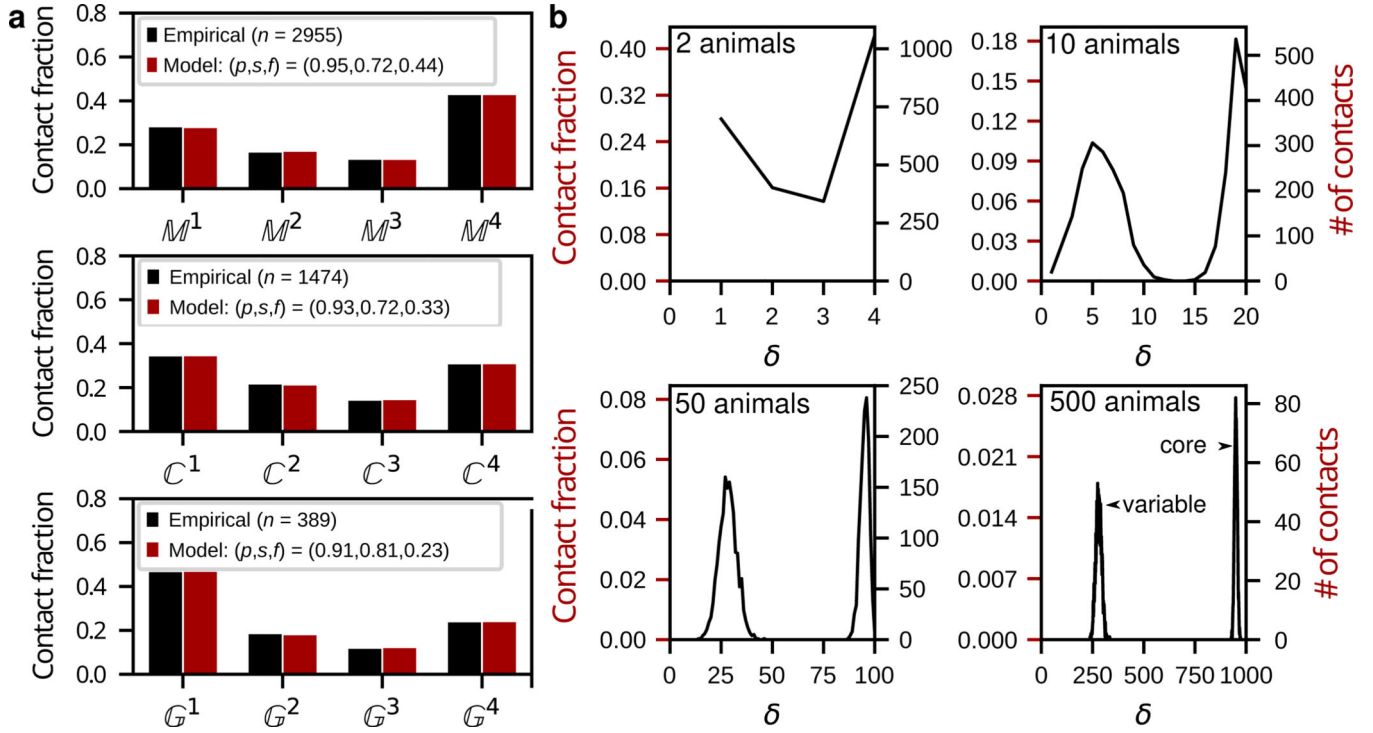 a
Contact fraction
0.8
0.6
0.4
0.2
0.0
Empirical (n = 2955)
Model: (p,s,f) = (0.95,0.72,0.44)
𝕄¹ 𝕄² 𝕄³ 𝕄⁴
Contact fraction
0.8
0.6
0.4
0.2
0.0
Empirical (n = 1474)
Model: (p,s,f) = (0.93,0.72,0.33)
ℂ¹ ℂ² ℂ³ ℂ⁴
Contact fraction
0.8
0.6
0.4
0.2
0.0
Empirical (n = 389)
Model: (p,s,f) = (0.91,0.81,0.23)
𝔾¹ 𝔾² 𝔾³ 𝔾⁴
b
Contact fraction
0.40
0.32
0.24
0.16
0.08
0.00
2 animals
1000
750
500
250
0
0 1 2 3 4
δ
0.18
0.15
0.12
0.09
0.06
0.03
0.00
10 animals
500
400
300
200
100
0
# of contacts
0 5 10 15 20
δ
Contact fraction
0.08
0.06
0.04
0.02
0.00
50 animals
250
200
150
100
50
0
0 25 50 75 100
δ
0.028
0.021
0.014
0.007
0.000
500 animals
core
variable
80
60
40
20
0
# of contacts
0 250 500 750 1000
δ